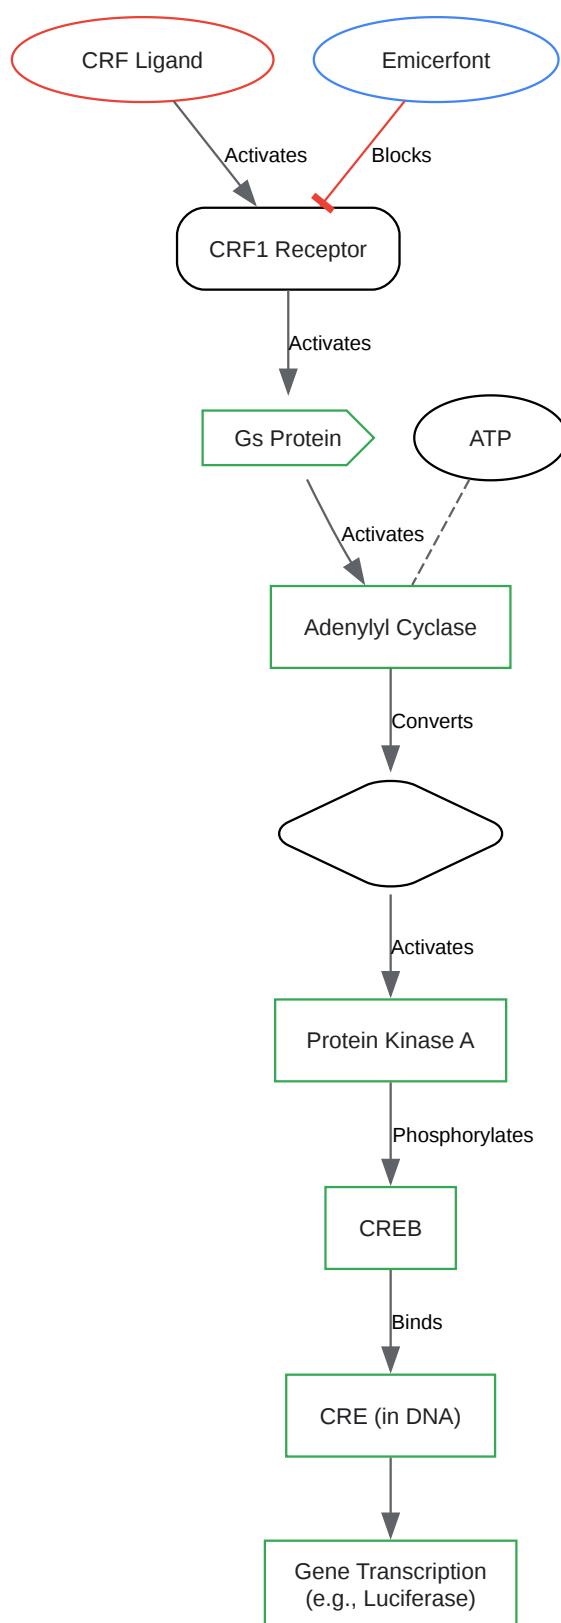 CRF Ligand
Emicerfont
Activates
Blocks
CRF1 Receptor
Activates
Gs Protein
ATP
Activates
Adenylyl Cyclase
Converts
Activates
Protein Kinase A
Phosphorylates
CREB
Binds
CRE (in DNA)
Gene Transcription
(e.g., Luciferase)